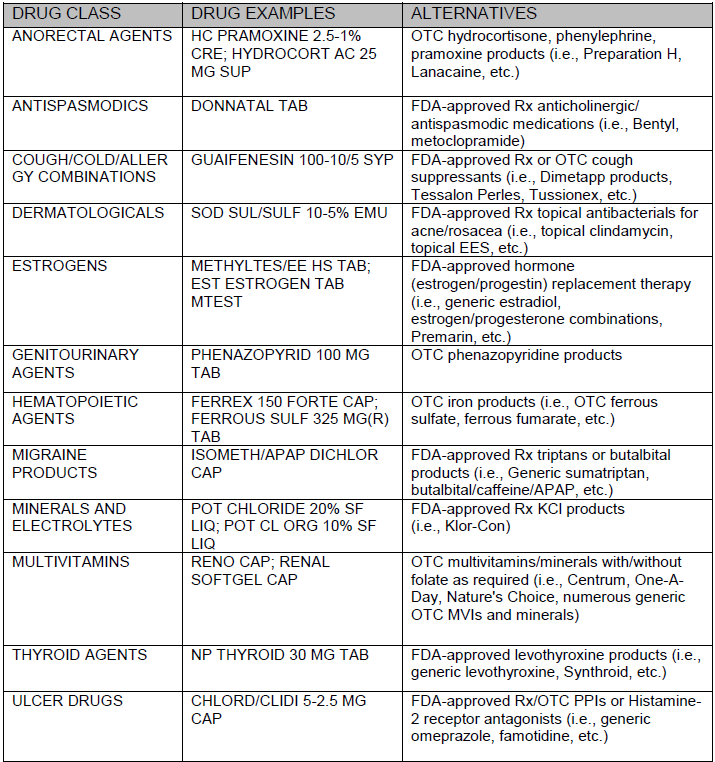 DRUG CLASS DRUG EXAMPLES ALTERNATIVES
ANORECTAL AGENTS
HC PRAMOXINE 2.5-1%
CRE; HYDROCORT AC 25
MG SUP
OTC hydrocortisone, phenylephrine,
pramoxine products (i.e., Preparation H,
Lanacaine, etc.)
ANTISPASMODICS
DONNATAL TAB
FDA-approved Rx anticholinergic/
antispasmodic medications (i.e., Bentyl,
metoclopramide)
COUGH/COLD/ALLER
GY COMBINATIONS
GUAIFENESIN 100-10/5 SYP
FDA-approved Rx or OTC cough
suppressants (i.e., Dimetapp products,
Tessalon Perles, Tussionex, etc.)
DERMATOLOGICALS
SOD SUL/SULF 10-5% EMU
FDA-approved Rx topical antibacterials for
acne/rosacea (i.e., topical clindamycin,
topical EES, etc.)
ESTROGENS
METHYLTES/EE HS TAB;
EST ESTROGEN TAB
MTEST
FDA-approved hormone
(estrogen/progestin) replacement therapy
(i.e., generic estradiol,
estrogen/progesterone combinations,
Premarin, etc.)
GENITOURINARY
AGENTS
PHENAZOPYRID 100 MG
TAB
OTC phenazopyridine products
HEMATOPOIETIC
AGENTS
FERREX 150 FORTE CAP;
FERROUS SULF 325 MG(R)
TAB
OTC iron products (i.e., OTC ferrous
sulfate, ferrous fumarate, etc.)
MIGRAINE
PRODUCTS
ISOMETH/APAP DICHLOR
CAP
FDA-approved Rx triptans or butalbital
products (i.e., Generic sumatriptan,
butalbital/caffeine/APAP, etc.)
MINERALS AND
ELECTROLYTES
POT CHLORIDE 20% SF
LIQ; POT CL ORG 10% SF
LIQ
FDA-approved Rx KCl products
(i.e., Klor-Con)
MULTIVITAMINS
RENO CAP; RENAL
SOFTGEL CAP
OTC multivitamins/minerals with/without
folate as required (i.e., Centrum, One-A-
Day, Nature's Choice, numerous generic
OTC MVIs and minerals)
THYROID AGENTS
NP THYROID 30 MG TAB
FDA-approved levothyroxine products (i.e.,
generic levothyroxine, Synthroid, etc.)
ULCER DRUGS
CHLORD/CLIDI 5-2.5 MG
CAP
FDA-approved Rx/OTC PPIs or Histamine-
2 receptor antagonists (i.e., generic
omeprazole, famotidine, etc.)